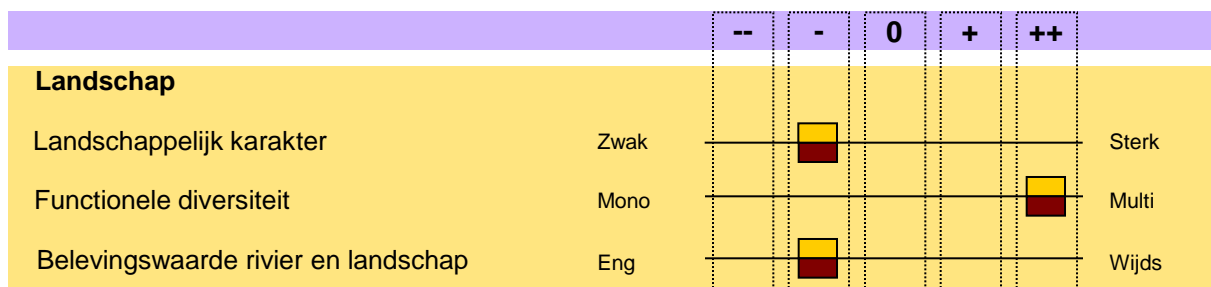 -- - 0 + ++
Landschap
Landschappelijk karakter Zwak Sterk
Functionele diversiteit Mono Multi
Belevingswaarde rivier en landschap Eng Wijds